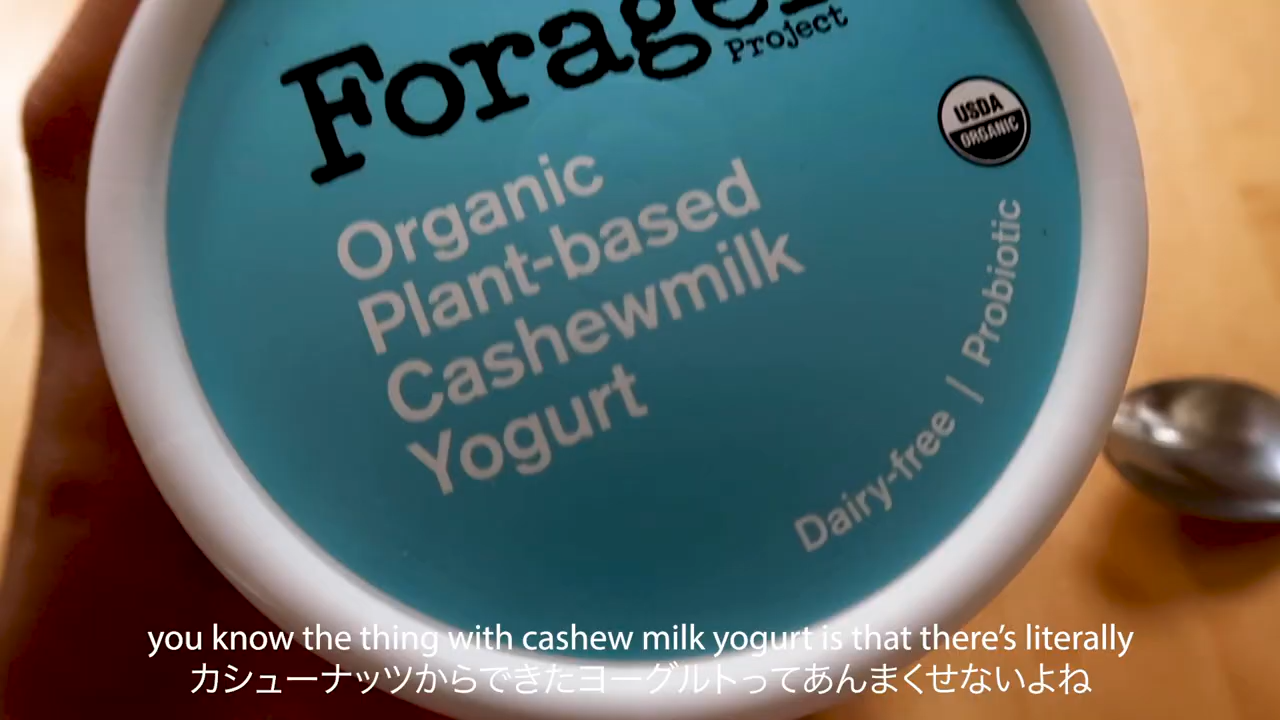 Forager
Project
USDA
ORGANIC
Organic
Plant-based
Cashewmilk
Yogurt
Dairy-free / Probiotic
you know the thing with cashew milk yogurt is that there's literally
カシューナッツからできたヨーグルトってあんまくせないよね